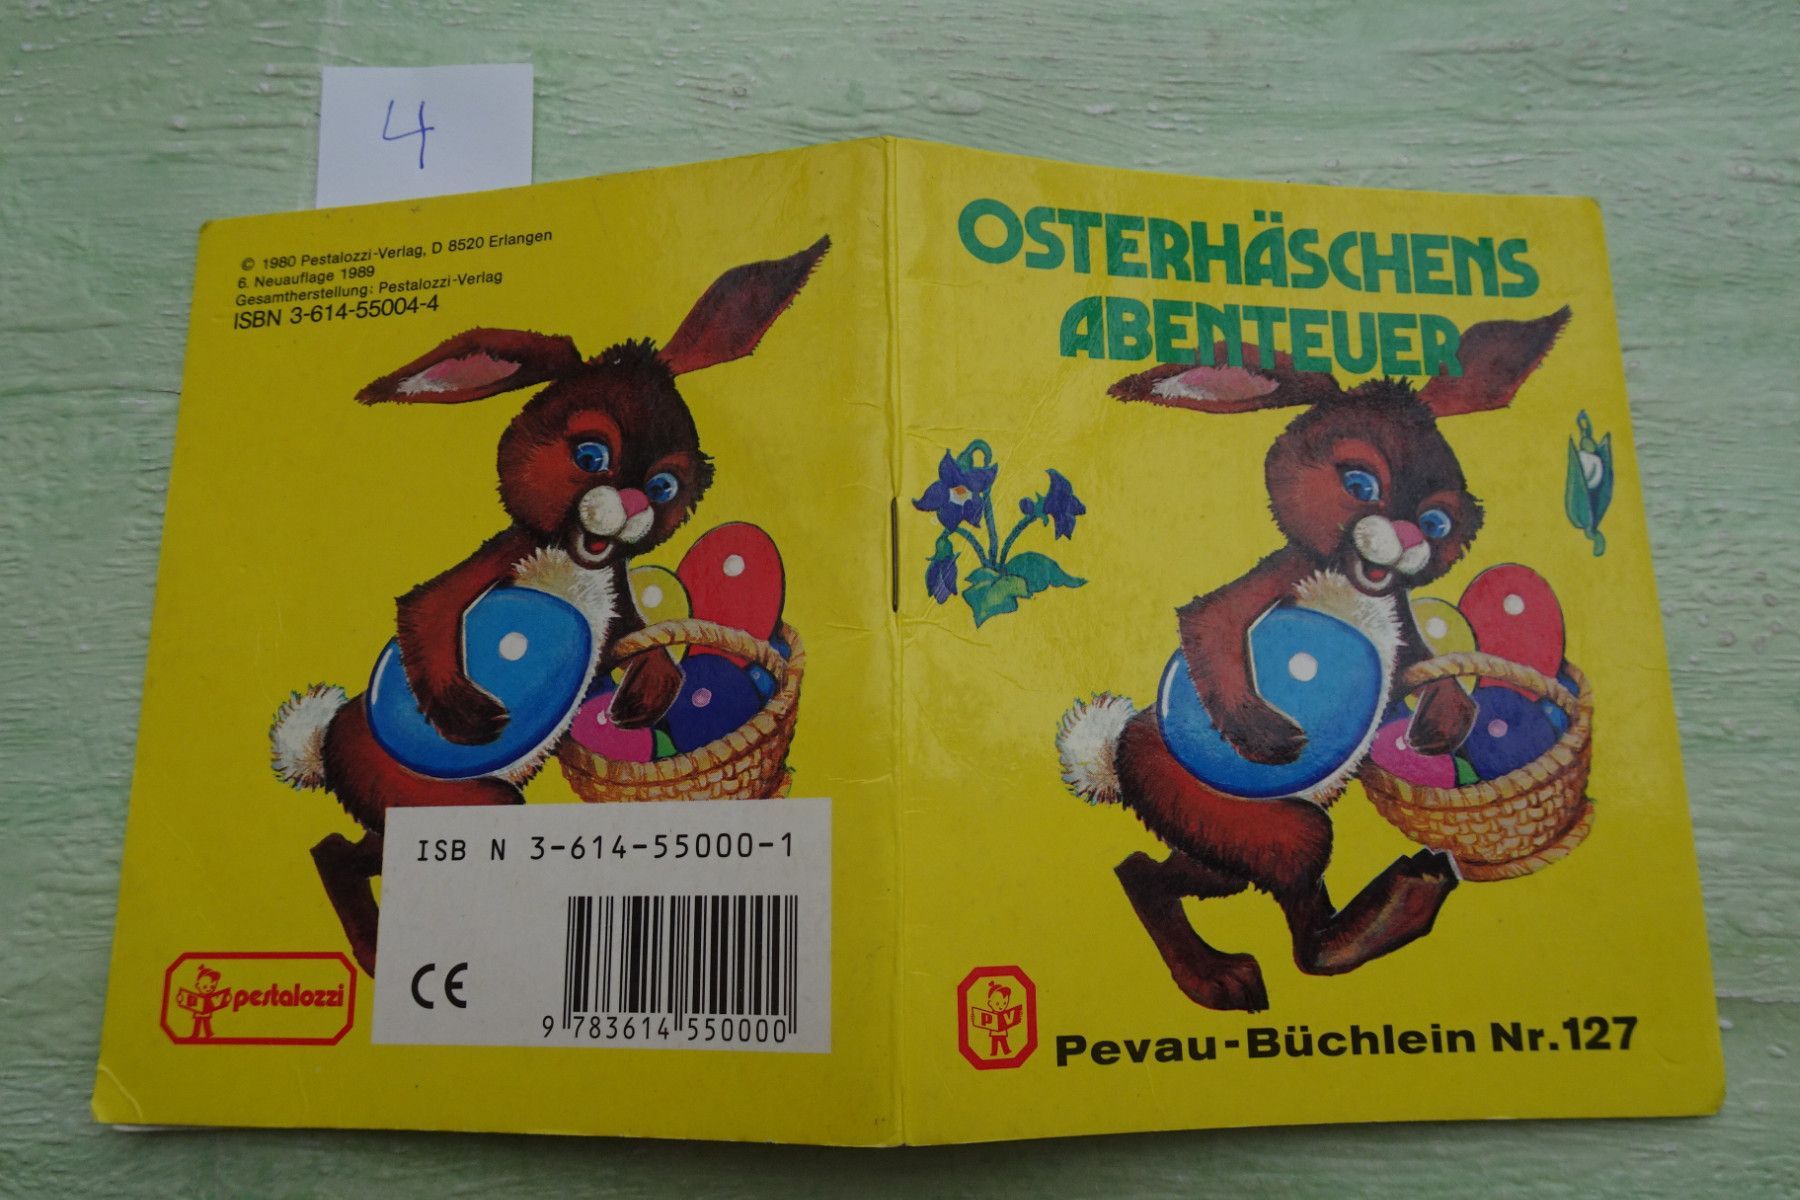 4
© 1980 Pestalozzi-Verlag, D 8520 Erlangen
6. Neuauflage 1989
Gesamtherstellung: Pestalozzi-Verlag
ISBN 3-614-55004-4
ISB N 3-614-55000-1
CE
9 783614 550000
pestalozzi
OSTERHÄSCHENS
ABENTEUER
P V
Pevau-Büchlein Nr. 127